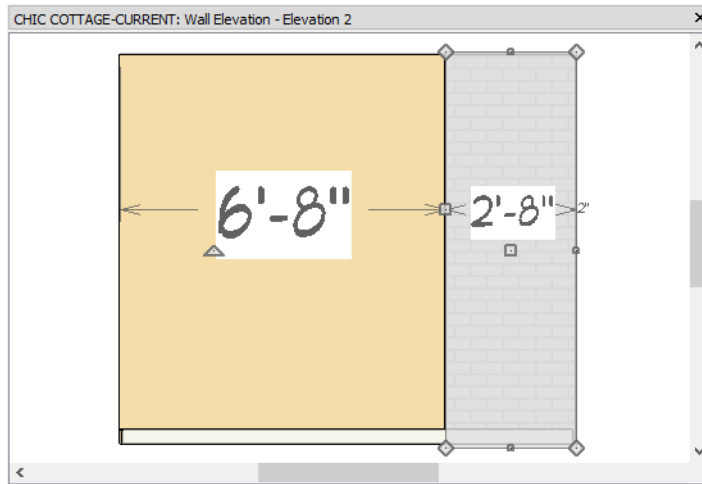 CHIC COTTAGE-CURRENT: Wall Elevation - Elevation 2
6'-8" 2'-8" 2"